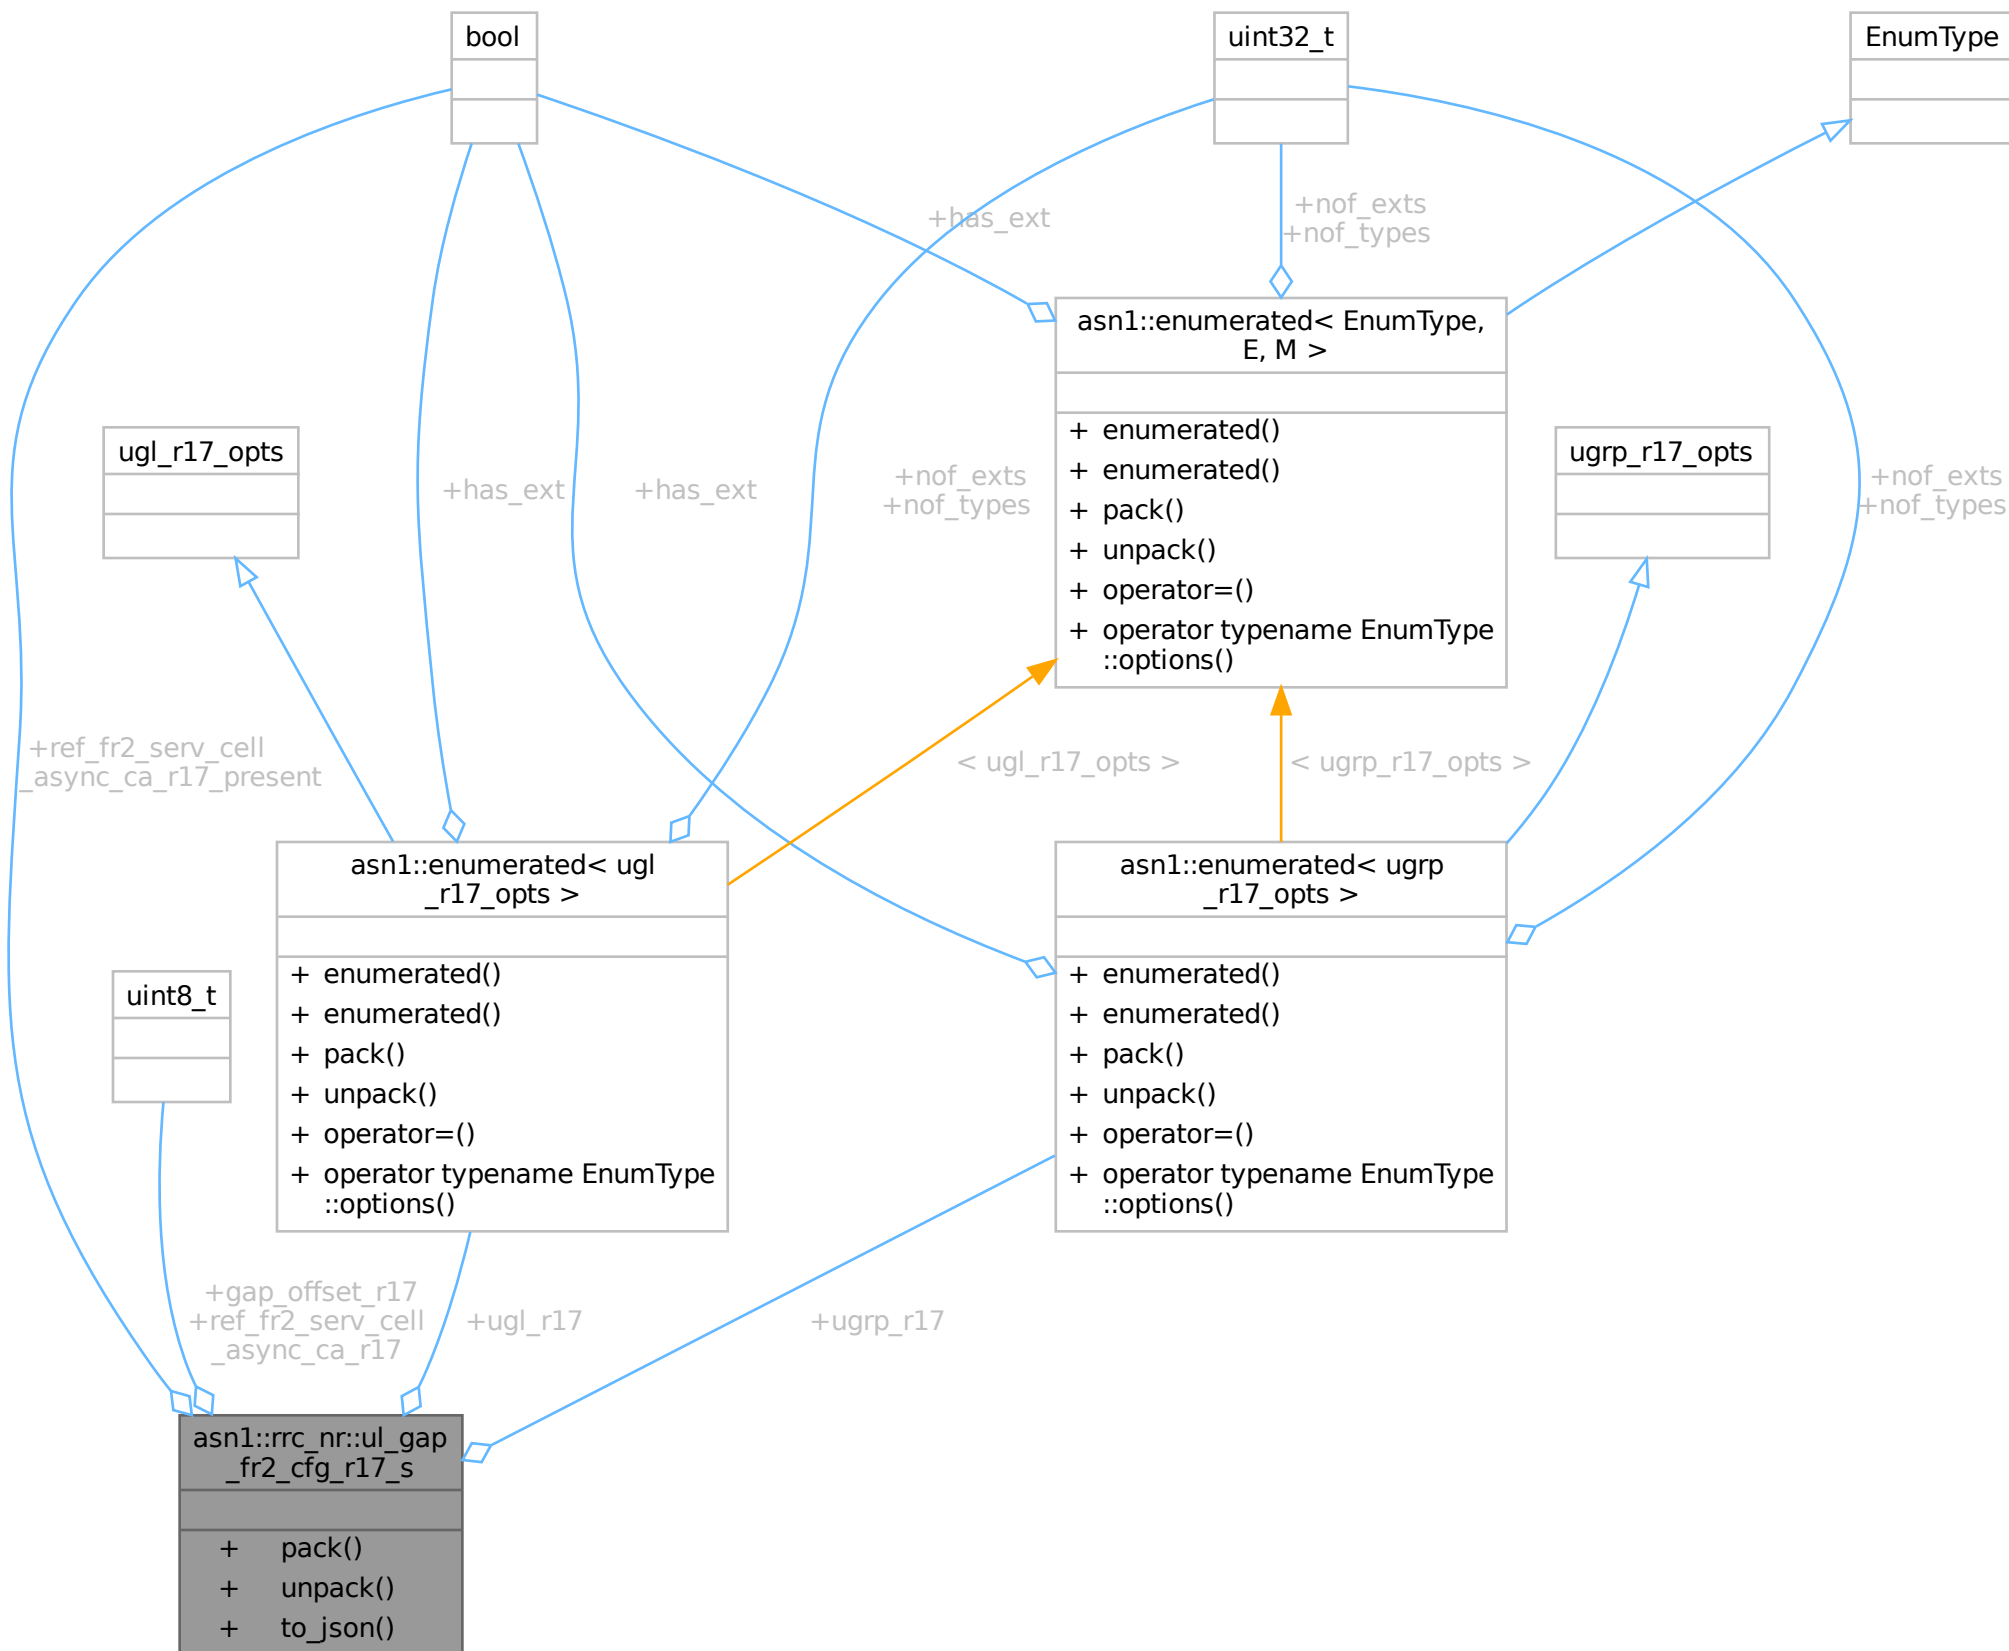 bool
uint32_t
EnumType
+has_ext
+nof_exts
+nof_types
asn1::enumerated< EnumType,
E, M >
+ enumerated()
+ enumerated()
+ pack()
+ unpack()
+ operator=()
+ operator typename EnumType
::options()
ugl_r17_opts
ugrp_r17_opts
+has_ext
+has_ext
+nof_exts
+nof_types
+nof_exts
+nof_types
+ref_fr2_serv_cell
_async_ca_r17_present
< ugl_r17_opts >
< ugrp_r17_opts >
asn1::enumerated< ugl
_r17_opts >
+ enumerated()
+ enumerated()
+ pack()
+ unpack()
+ operator=()
+ operator typename EnumType
::options()
asn1::enumerated< ugrp
_r17_opts >
+ enumerated()
+ enumerated()
+ pack()
+ unpack()
+ operator=()
+ operator typename EnumType
::options()
uint8_t
+gap_offset_r17
+ref_fr2_serv_cell
_async_ca_r17
+ugl_r17
+ugrp_r17
asn1::rrc_nr::ul_gap
_fr2_cfg_r17_s
+ pack()
+ unpack()
+ to_json()